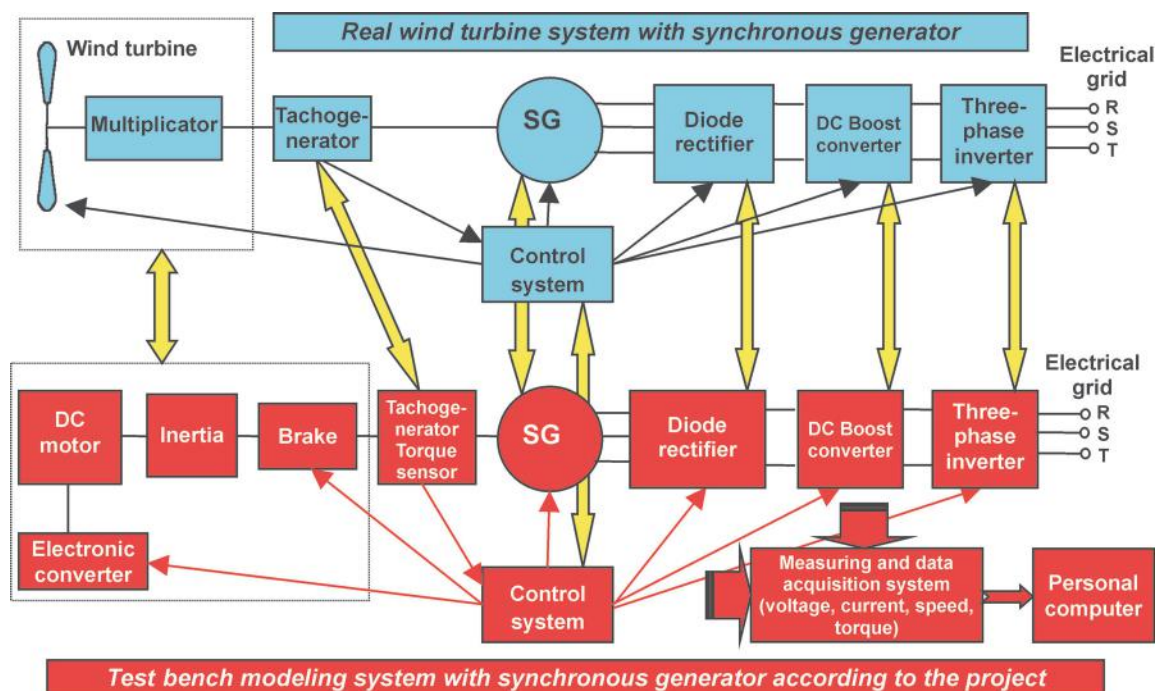 Real wind turbine system with synchronous generator
Wind turbine
Multiplicator
Tachoge-
nerator
SG
Diode
rectifier
DC Boost
converter
Three-
phase
inverter
Electrical
grid
R
S
T
Control
system
DC
motor
Inertia
Brake
Tachoge-
nerator
Torque
sensor
SG
Diode
rectifier
DC Boost
converter
Three-
phase
inverter
Electrical
grid
R
S
T
Electronic
converter
Control
system
Measuring and data
acquisition system
(voltage, current, speed,
torque)
Personal
computer
Test bench modeling system with synchronous generator according to the project